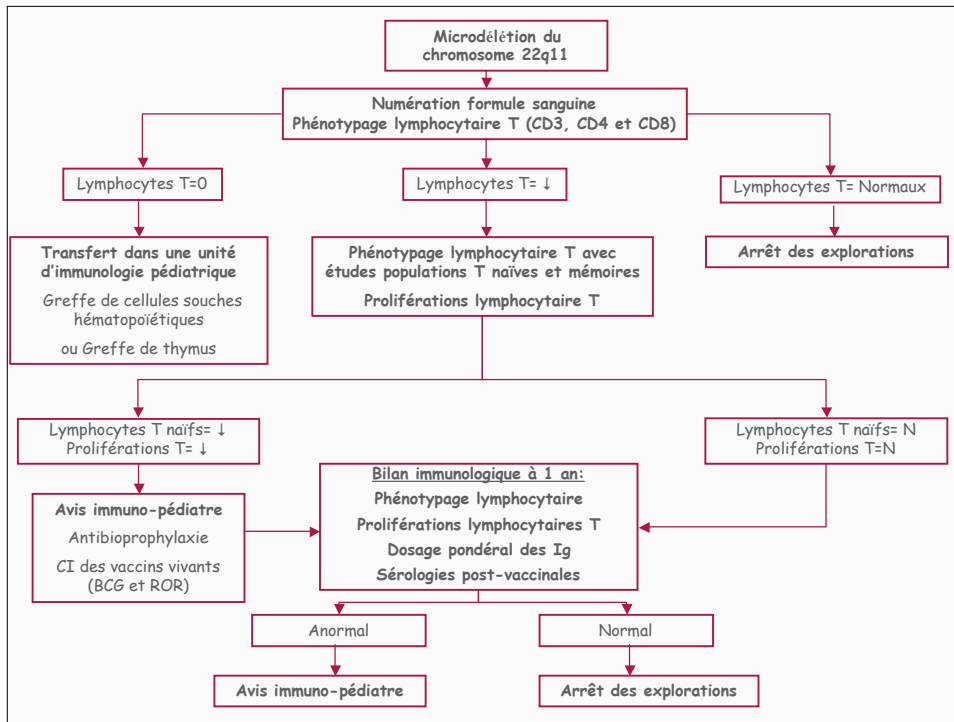 Microdélétion du
chromosome 22q11
Numération formule sanguine
Phénotypage lymphocytaire T (CD3, CD4 et CD8)
Lymphocytes T=0
Lymphocytes T= ↓
Lymphocytes T= Normaux
Transfert dans une unité
d'immunologie pédiatrique
Greffe de cellules souches
hématopoïétiques
ou Greffe de thymus
Phénotypage lymphocytaire T avec
études populations T naïves et mémoires
Proliférations lymphocytaire T
Arrêt des explorations
Lymphocytes T naïfs= ↓
Proliférations T= ↓
Lymphocytes T naïfs= N
Proliférations T=N
Avis immuno-pédiatre
Antibioprophylaxie
CI des vaccins vivants
(BCG et ROR)
Bilan immunologique à 1 an:
Phénotypage lymphocytaire
Proliférations lymphocytaires T
Dosage pondéral des Ig
Sérologies post-vaccinales
Anormal
Normal
Avis immuno-pédiatre
Arrêt des explorations